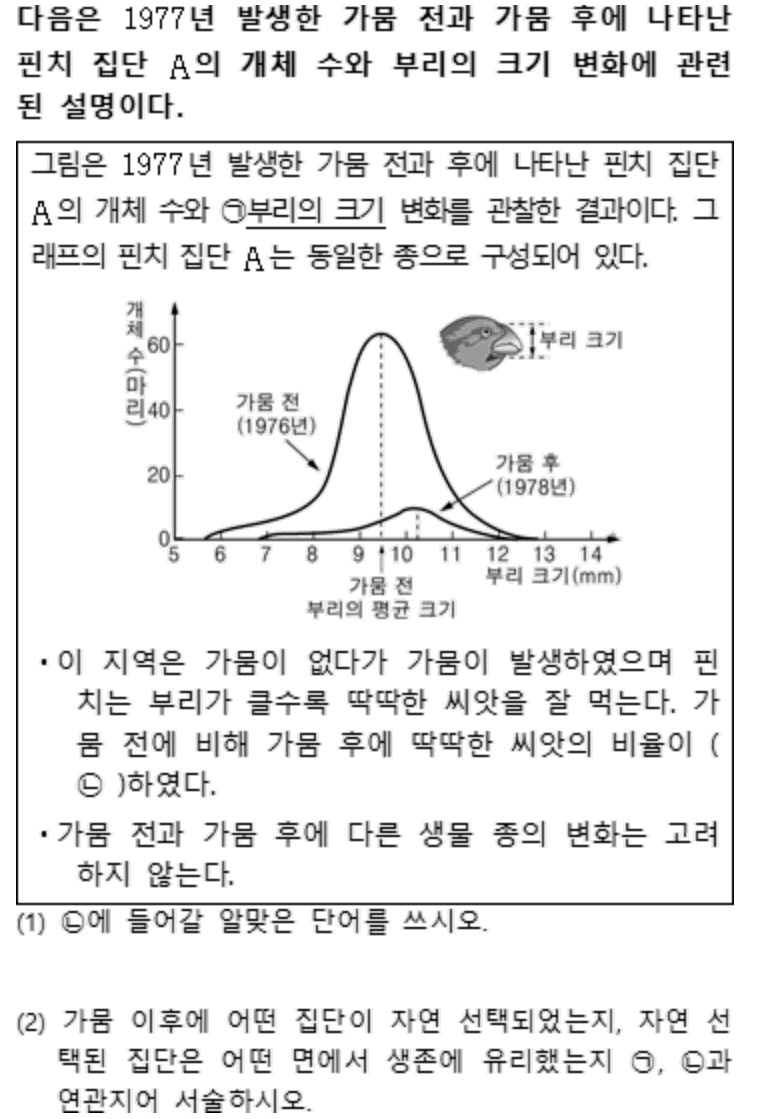 다음은 1977년 발생한 가뭄 전과 가뭄 후에 나타난
핀치 집단 A의 개체 수와 부리의 크기 변화에 관련
된 설명이다.
그림은 1977년 발생한 가뭄 전과 후에 나타난 핀치 집단
A의 개체 수와 ㉠부리의 크기 변화를 관찰한 결과이다. 그
래프의 핀치 집단 A는 동일한 종으로 구성되어 있다.
개체 수(마리)
60
40
20
0
부리 크기
가뭄 전
(1976년)
가뭄 후
(1978년)
5 6 7 8 9 10 11 12 13 14
부리 크기(mm)
가뭄 전
부리의 평균 크기
• 이 지역은 가뭄이 없다가 가뭄이 발생하였으며 핀
치는 부리가 클수록 딱딱한 씨앗을 잘 먹는다. 가
뭄 전에 비해 가뭄 후에 딱딱한 씨앗의 비율이 (
㉡ )하였다.
• 가뭄 전과 가뭄 후에 다른 생물 종의 변화는 고려
하지 않는다.
(1) ㉡에 들어갈 알맞은 단어를 쓰시오.
(2) 가뭄 이후에 어떤 집단이 자연 선택되었는지, 자연 선
택된 집단은 어떤 면에서 생존에 유리했는지 ㉠, ㉡과
연관지어 서술하시오.